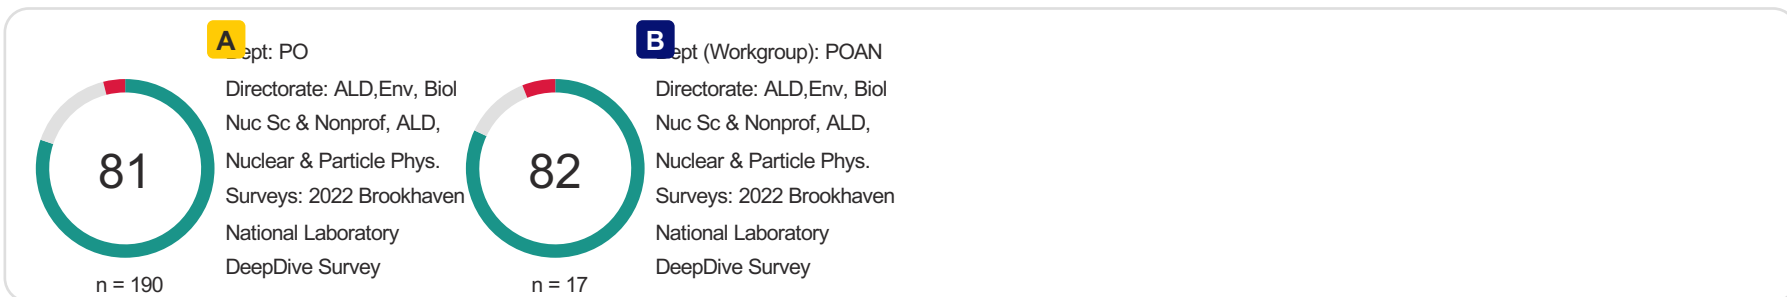 A
ept: PO
Directorate: ALD,Env, Biol
Nuc Sc & Nonprof, ALD,
Nuclear & Particle Phys.
Surveys: 2022 Brookhaven
National Laboratory
DeepDive Survey
81
n = 190
B
ept (Workgroup): POAN
Directorate: ALD,Env, Biol
Nuc Sc & Nonprof, ALD,
Nuclear & Particle Phys.
Surveys: 2022 Brookhaven
National Laboratory
DeepDive Survey
82
n = 17